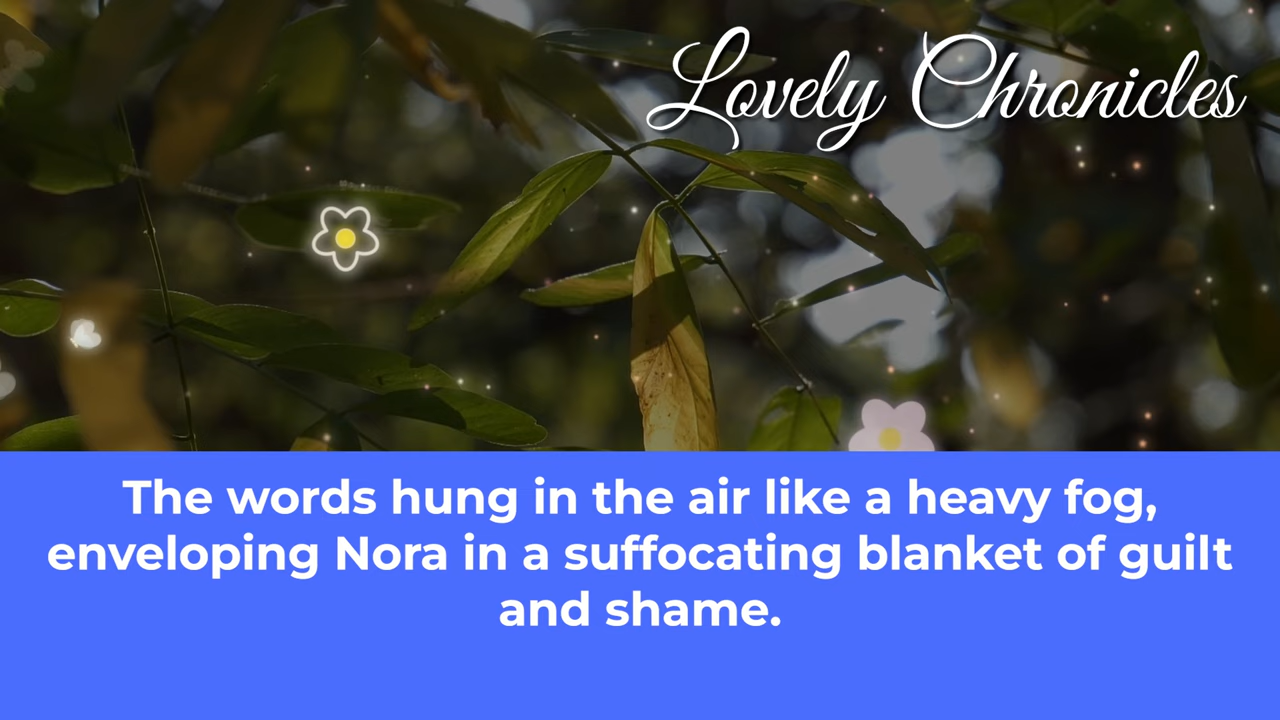 Lovely Chronicles
The words hung in the air like a heavy fog,
enveloping Nora in a suffocating blanket of guilt
and shame.